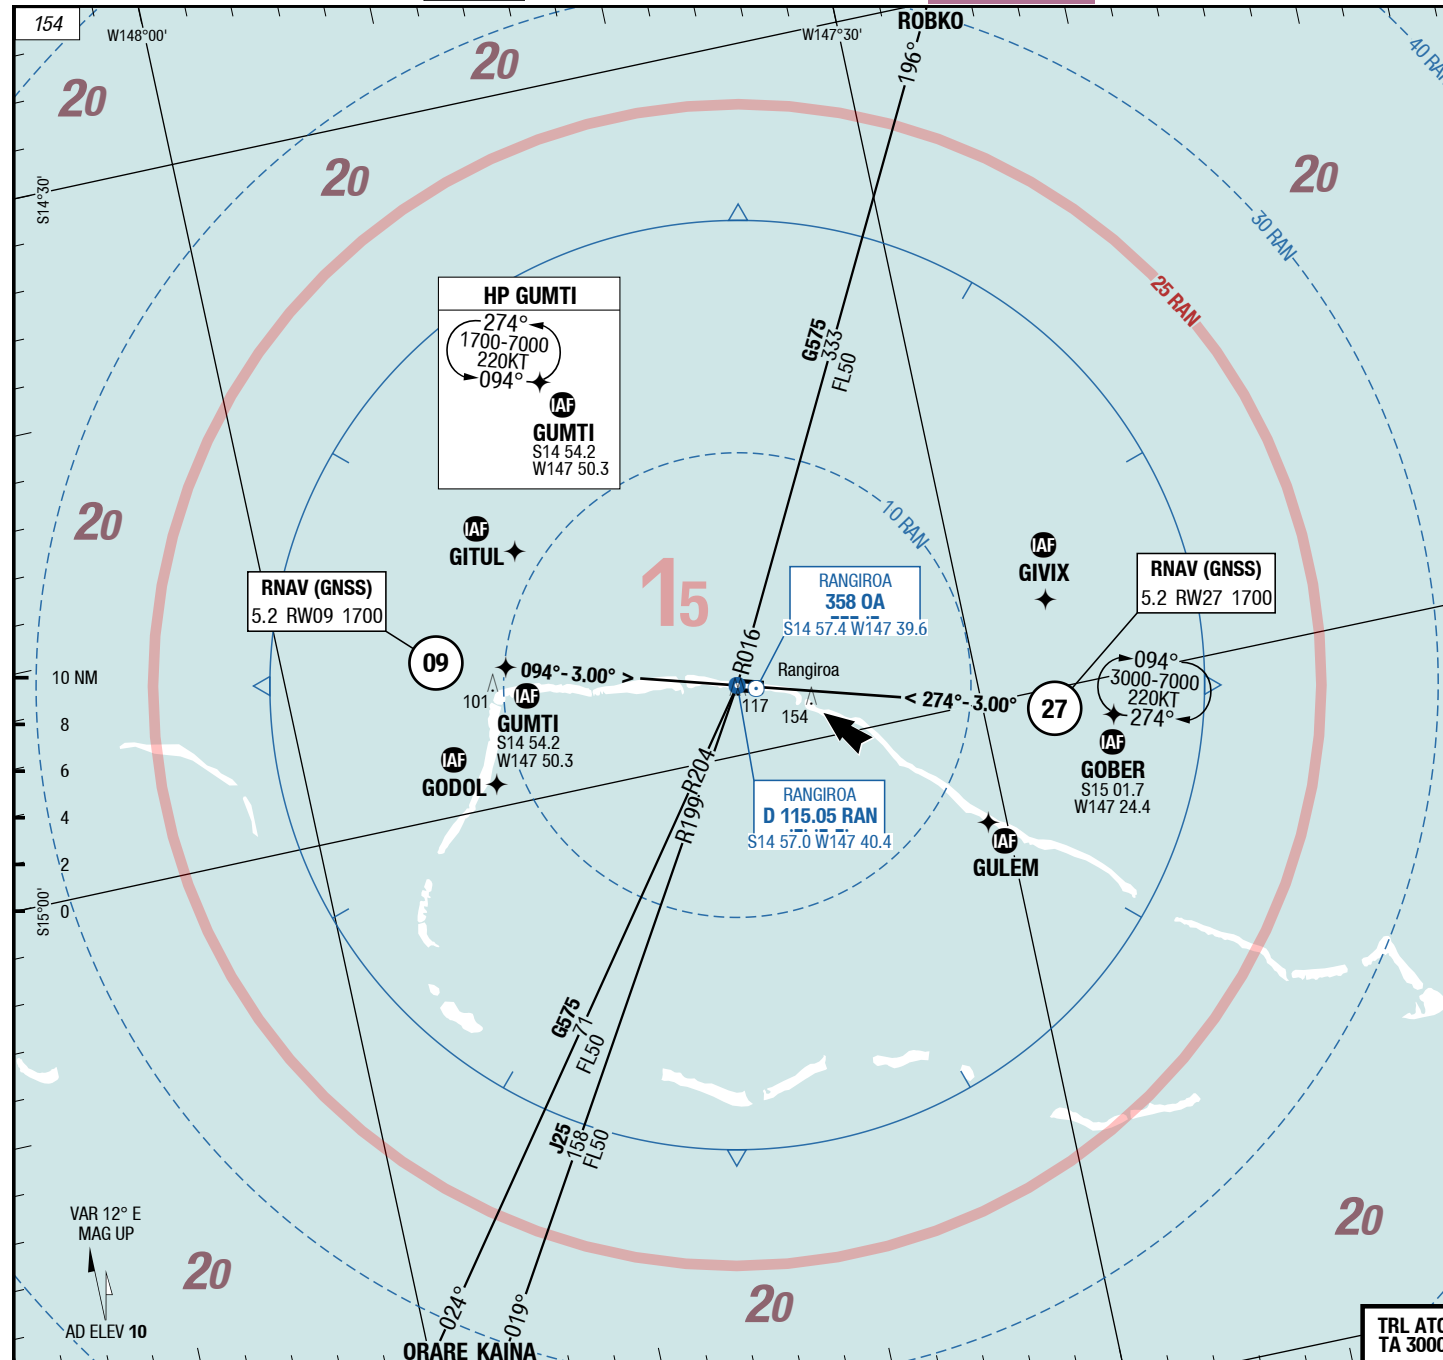 154
W148°00'
W147°30'
ROBKO
196°
40 RAN
20
20
20
20
S14°30'
30 RAN
25 RAN
HP GUMTI
274°
1700-7000
220KT
094°
IAF
GUMTI
S14 54.2
W147 50.3
G575
333
FL50
20
IAF
GITUL
10 RAN
IAF
GIVIX
RNAV (GNSS)
5.2 RW09 1700
15
RANGIROA
358 OA
S14 57.4 W147 39.6
RNAV (GNSS)
5.2 RW27 1700
09
094°-3.00° >
R016
Rangiroa
< 274°-3.00°
27
094°
3000-7000
220KT
274°
10 NM
8
6
4
2
0
101
IAF
GUMTI
S14 54.2
W147 50.3
117
154
IAF
GOBER
S15 01.7
W147 24.4
IAF
GODOL
R204
R199
RANGIROA
D 115.05 RAN
S14 57.0 W147 40.4
IAF
GULEM
S15°00'
G575
71
FL50
J25
158
FL50
VAR 12° E
MAG UP
AD ELEV 10
20
20
20
024°
019°
ORARE KAINA
TRL ATC
TA 3000